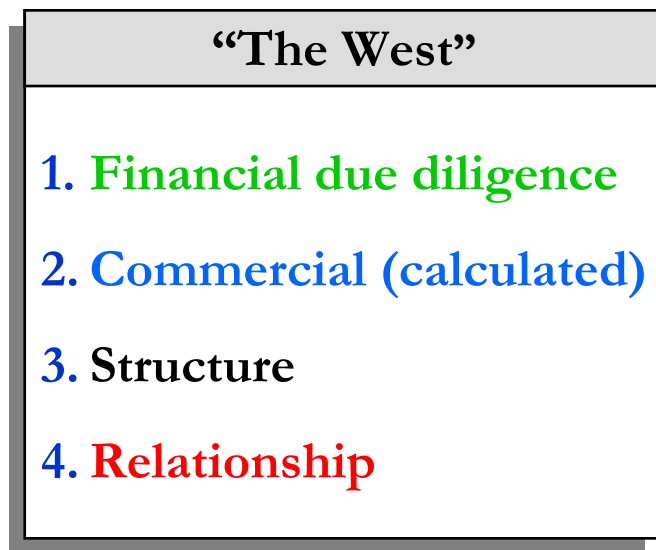 “The West”
1. Financial due diligence
2. Commercial (calculated)
3. Structure
4. Relationship